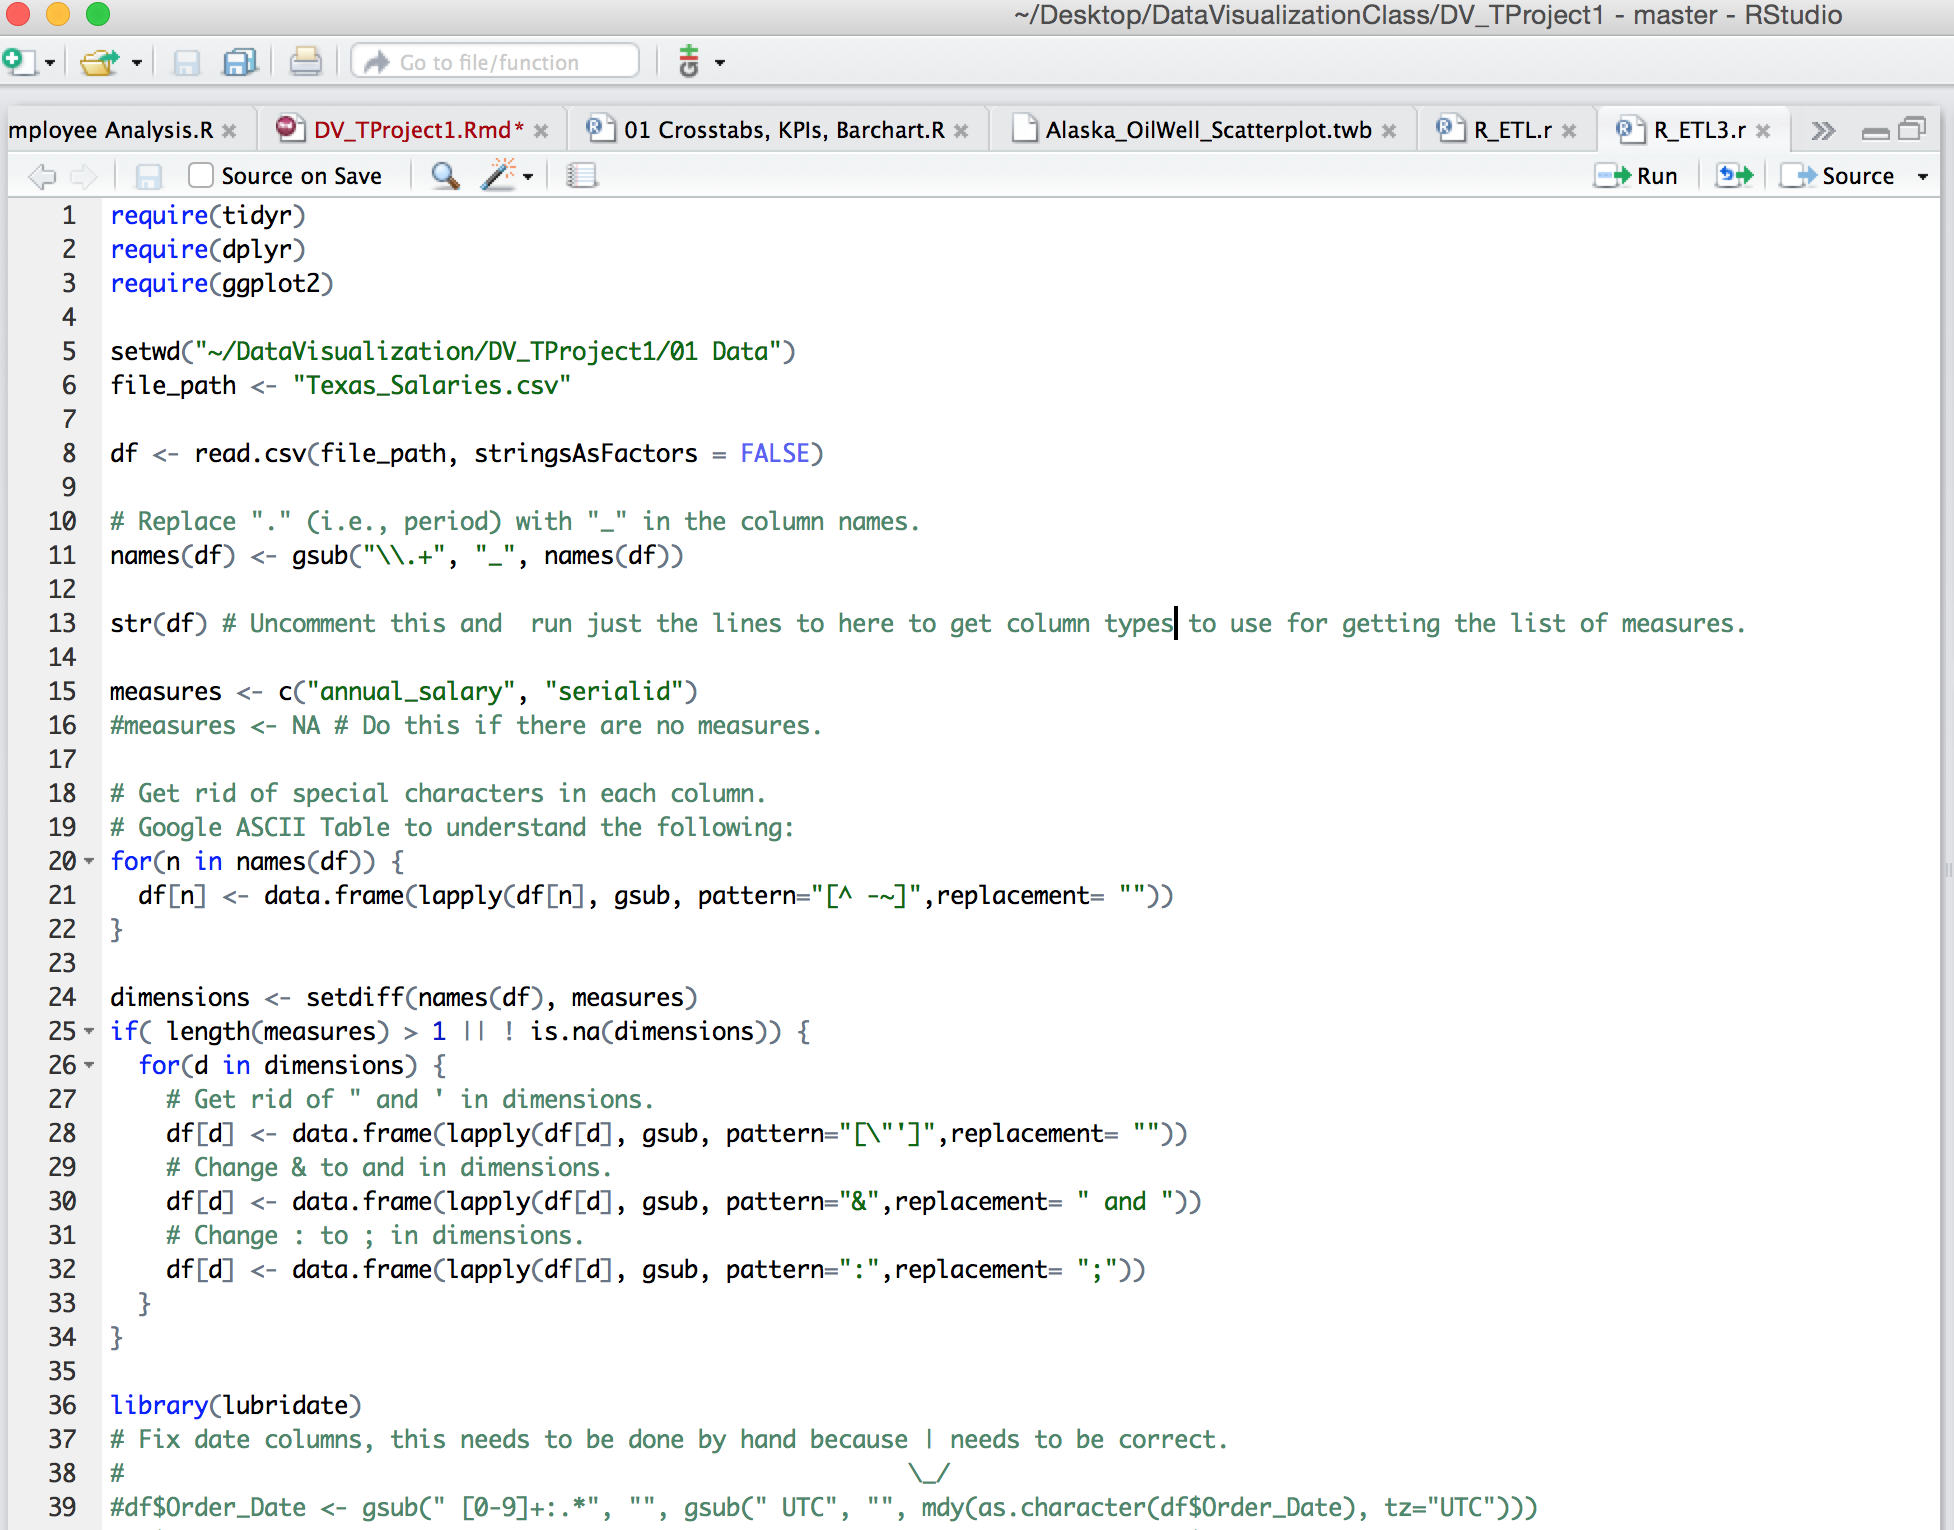 ~/Desktop/DataVisualizationClass/DV_TProject1 - master - RStudio
Go to file/function
mployee Analysis.R DV_TProject1.Rmd* 01 Crosstabs, KPIs, Barchart.R Alaska_OilWell_Scatterplot.twb R_ETL.r R_ETL3.r
Source on Save Run Source
1 require(tidyr)
2 require(dplyr)
3 require(ggplot2)
4
5 setwd("~/DataVisualization/DV_TProject1/01 Data")
6 file_path <- "Texas_Salaries.csv"
7
8 df <- read.csv(file_path, stringsAsFactors = FALSE)
9
10 # Replace "." (i.e., period) with "_" in the column names.
11 names(df) <- gsub("\\.+", "_", names(df))
12
13 str(df) # Uncomment this and  run just the lines to here to get column types to use for getting the list of measures.
14
15 measures <- c("annual_salary", "serialid")
16 #measures <- NA # Do this if there are no measures.
17
18 # Get rid of special characters in each column.
19 # Google ASCII Table to understand the following:
20 for(n in names(df)) {
21   df[n] <- data.frame(lapply(df[n], gsub, pattern="[^ -~]",replacement= ""))
22 }
23
24 dimensions <- setdiff(names(df), measures)
25 if( length(measures) > 1 || ! is.na(dimensions)) {
26   for(d in dimensions) {
27     # Get rid of " and ' in dimensions.
28     df[d] <- data.frame(lapply(df[d], gsub, pattern="[\"']",replacement= ""))
29     # Change & to and in dimensions.
30     df[d] <- data.frame(lapply(df[d], gsub, pattern="&",replacement= " and "))
31     # Change : to ; in dimensions.
32     df[d] <- data.frame(lapply(df[d], gsub, pattern=":",replacement= ";"))
33   }
34 }
35
36 library(lubridate)
37 # Fix date columns, this needs to be done by hand because | needs to be correct.
38 #                                                        \_/
39 #df$Order_Date <- gsub(" [0-9]+:.*", "", gsub(" UTC", "", mdy(as.character(df$Order_Date), tz="UTC")))